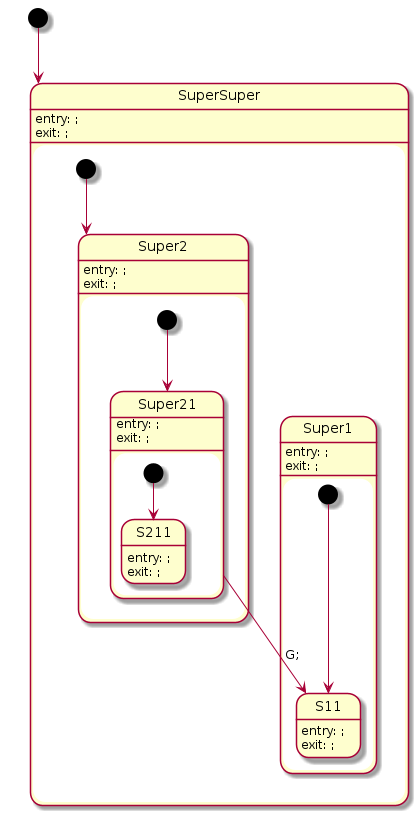 SuperSuper
entry: ;
exit: ;
Super2
entry: ;
exit: ;
Super21
entry: ;
exit: ;
S211
entry: ;
exit: ;
Super1
entry: ;
exit: ;
G;
S11
entry: ;
exit: ;